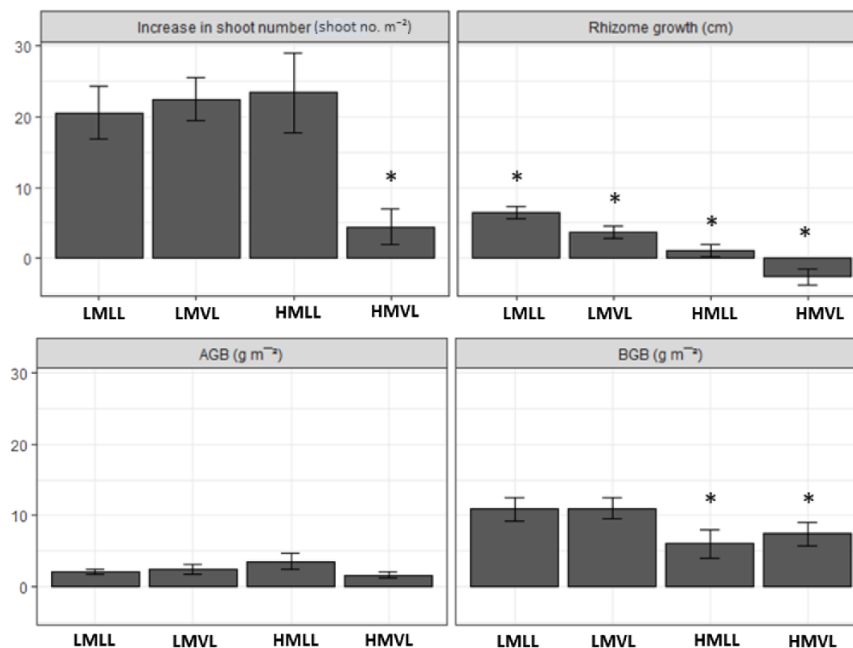 Increase in shoot number (shoot no. m⁻²)
Rhizome growth (cm)
30
20
10
0
*
* * * *
LMLL LMVL HMLL HMVL
LMLL LMVL HMLL HMVL
AGB (g m⁻²)
BGB (g m⁻²)
30
20
10
0
* *
LMLL LMVL HMLL HMVL
LMLL LMVL HMLL HMVL